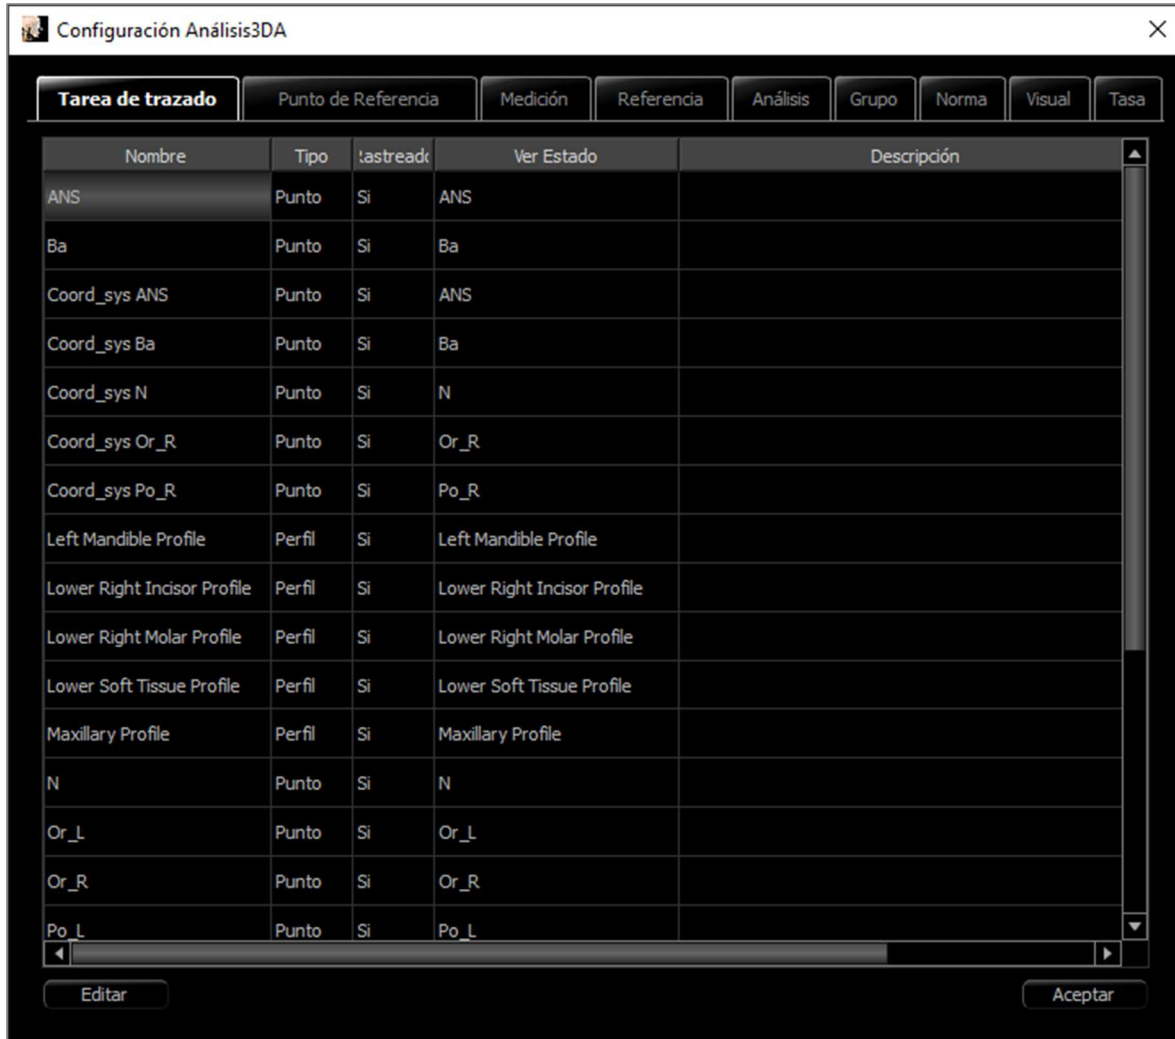 Configuración Análisis3DA
Tarea de trazado Punto de Referencia Medición Referencia Análisis Grupo Norma Visual Tasa
Nombre Tipo Ver Estado Descripción
ANS Punto Si ANS
Ba Punto Si Ba
Coord_sys ANS Punto Si ANS
Coord_sys Ba Punto Si Ba
Coord_sys N Punto Si N
Coord_sys Or_R Punto Si Or_R
Coord_sys Po_R Punto Si Po_R
Left Mandible Profile Perfil Si Left Mandible Profile
Lower Right Incisor Profile Perfil Si Lower Right Incisor Profile
Lower Right Molar Profile Perfil Si Lower Right Molar Profile
Lower Soft Tissue Profile Perfil Si Lower Soft Tissue Profile
Maxillary Profile Perfil Si Maxillary Profile
N Punto Si N
Or_L Punto Si Or_L
Or_R Punto Si Or_R
Po_L Punto Si Po_L
Editar Aceptar